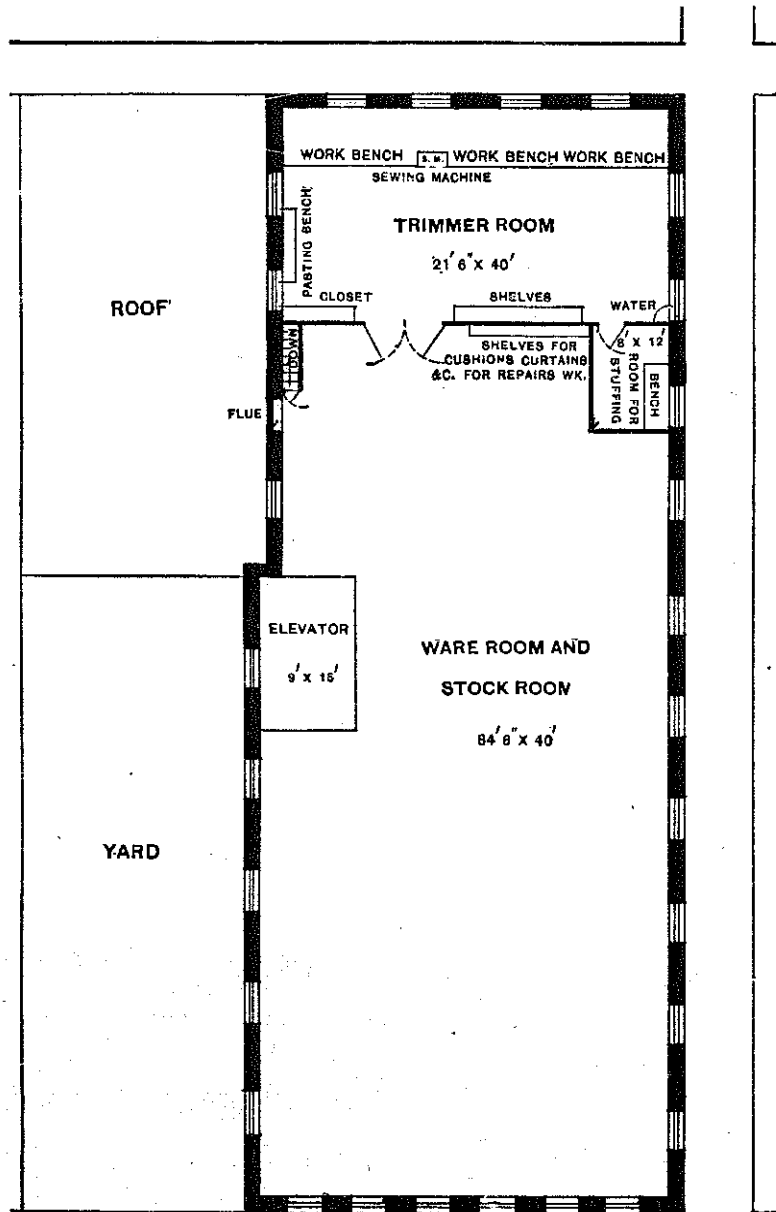 WORK BENCH S. M. WORK BENCH WORK BENCH
SEWING MACHINE
PASTING BENCH
TRIMMER ROOM
21' 6" X 40'
ROOF
CLOSET
SHELVES
WATER
DOWN
SHELVES FOR
CUSHIONS CURTAINS
&C. FOR REPAIRS WK.
8' X 12'
ROOM FOR
STUFFING
BENCH
FLUE
ELEVATOR
9' X 15'
WARE ROOM AND
STOCK ROOM
84' 6" X 40'
YARD